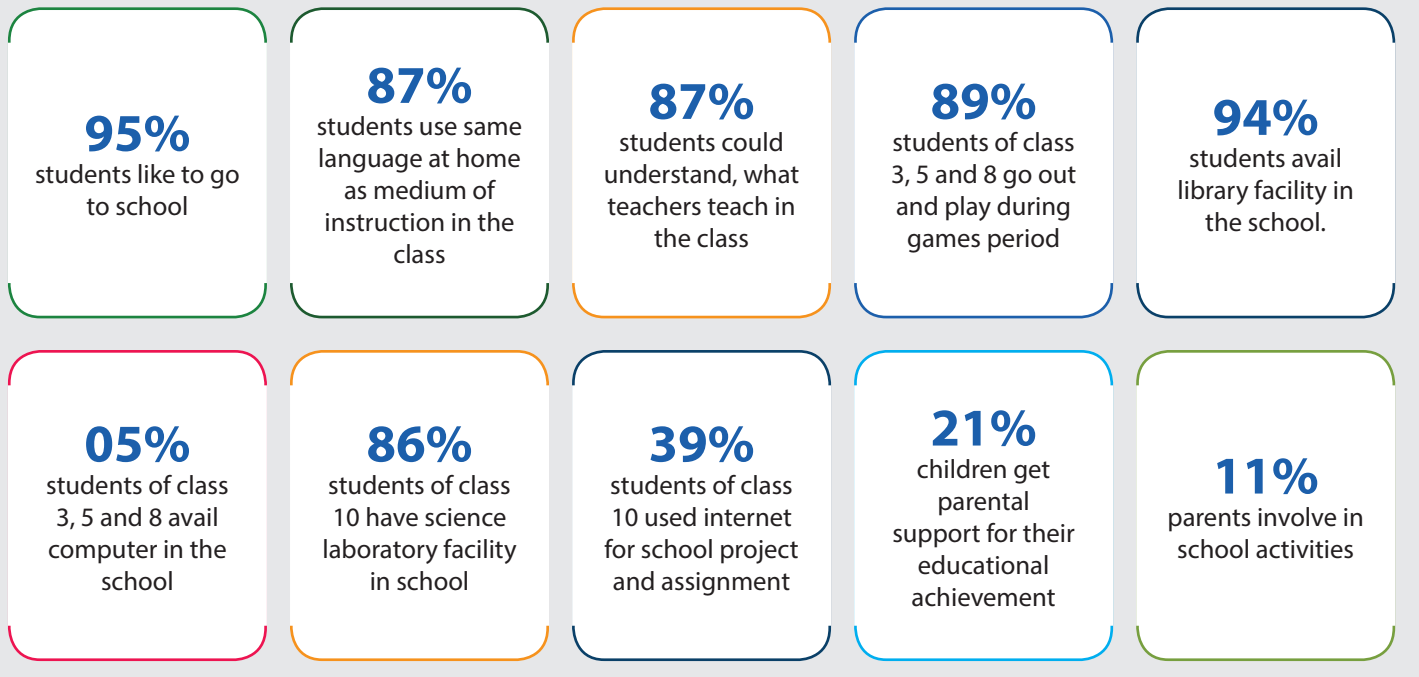 95%
students like to go
to school
87%
students use same
language at home
as medium of
instruction in the
class
87%
students could
understand, what
teachers teach in
the class
89%
students of class
3, 5 and 8 go out
and play during
games period
94%
students avail
library facility in
the school.
05%
students of class
3, 5 and 8 avail
computer in the
school
86%
students of class
10 have science
laboratory facility
in school
39%
students of class
10 used internet
for school project
and assignment
21%
children get
parental
support for their
educational
achievement
11%
parents involve in
school activities